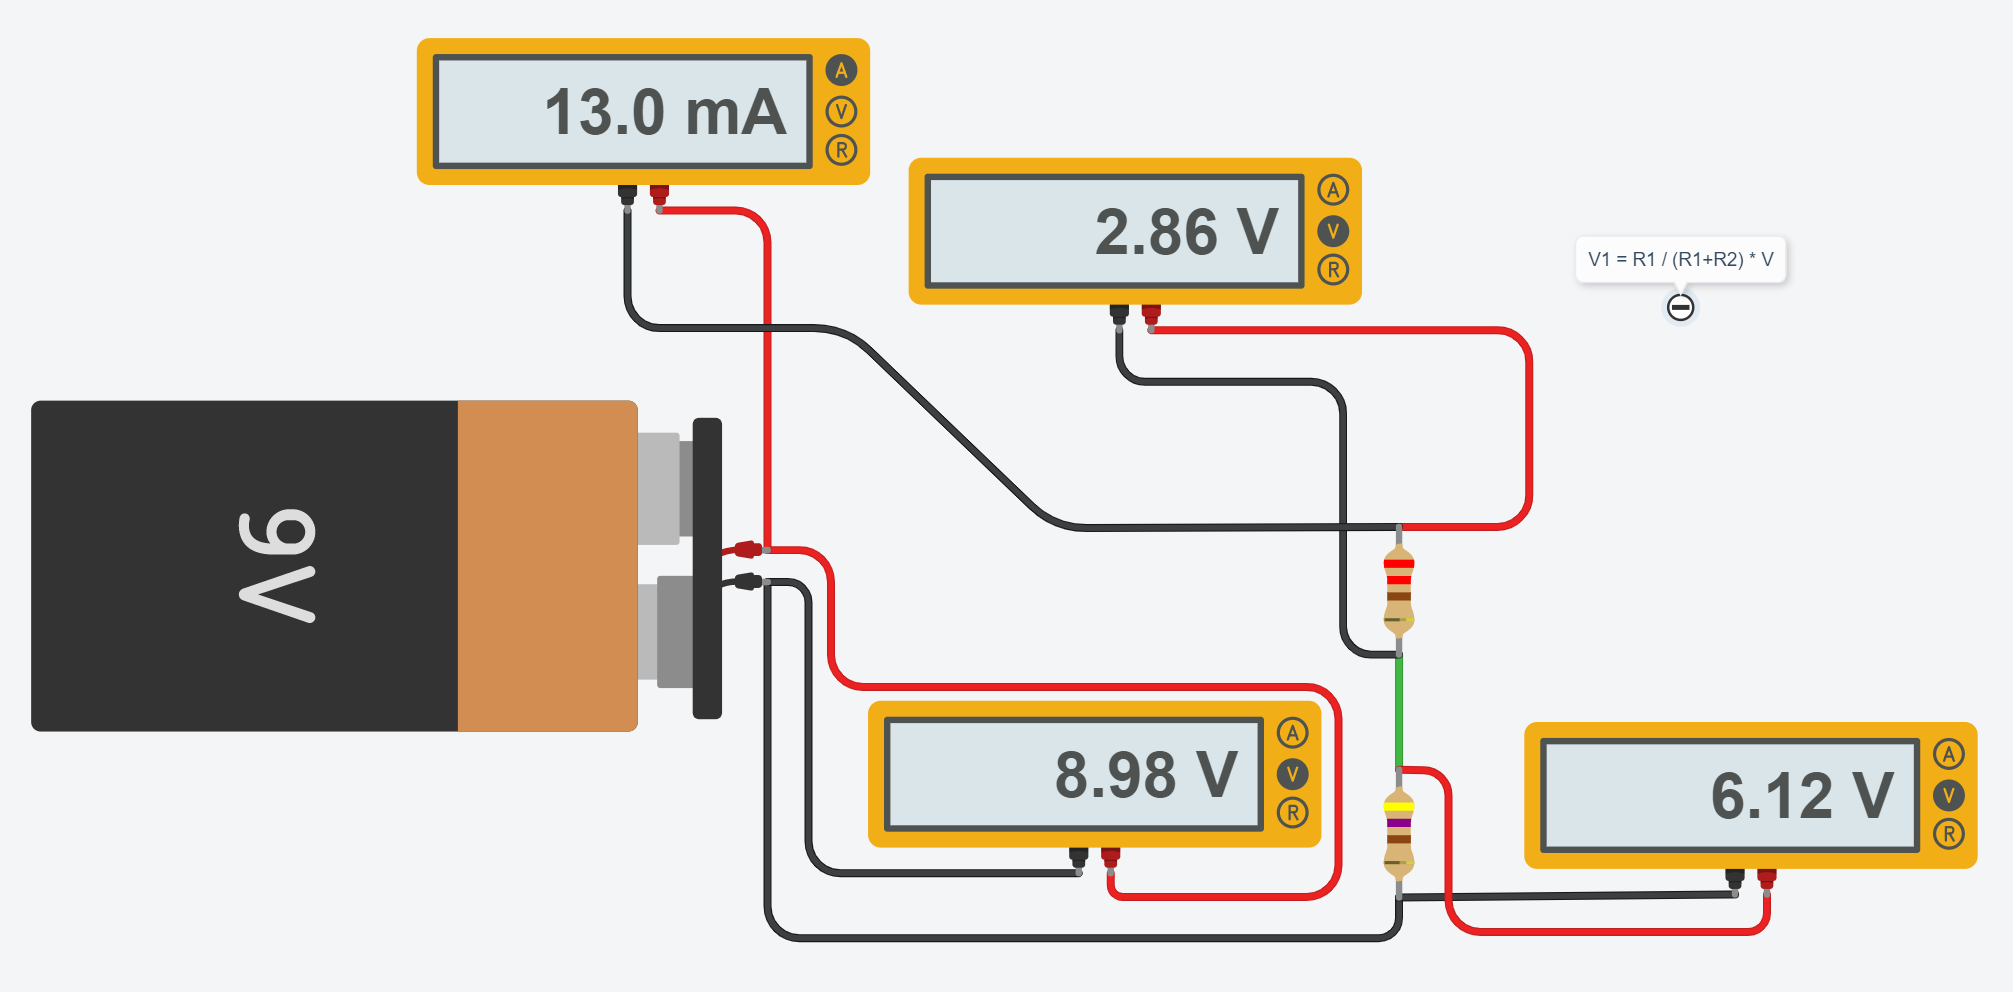 13.0 mA
A
V
R
2.86 V
A
V
R
V1 = R1 / (R1+R2) * V
9V
8.98 V
A
V
R
6.12 V
A
V
R